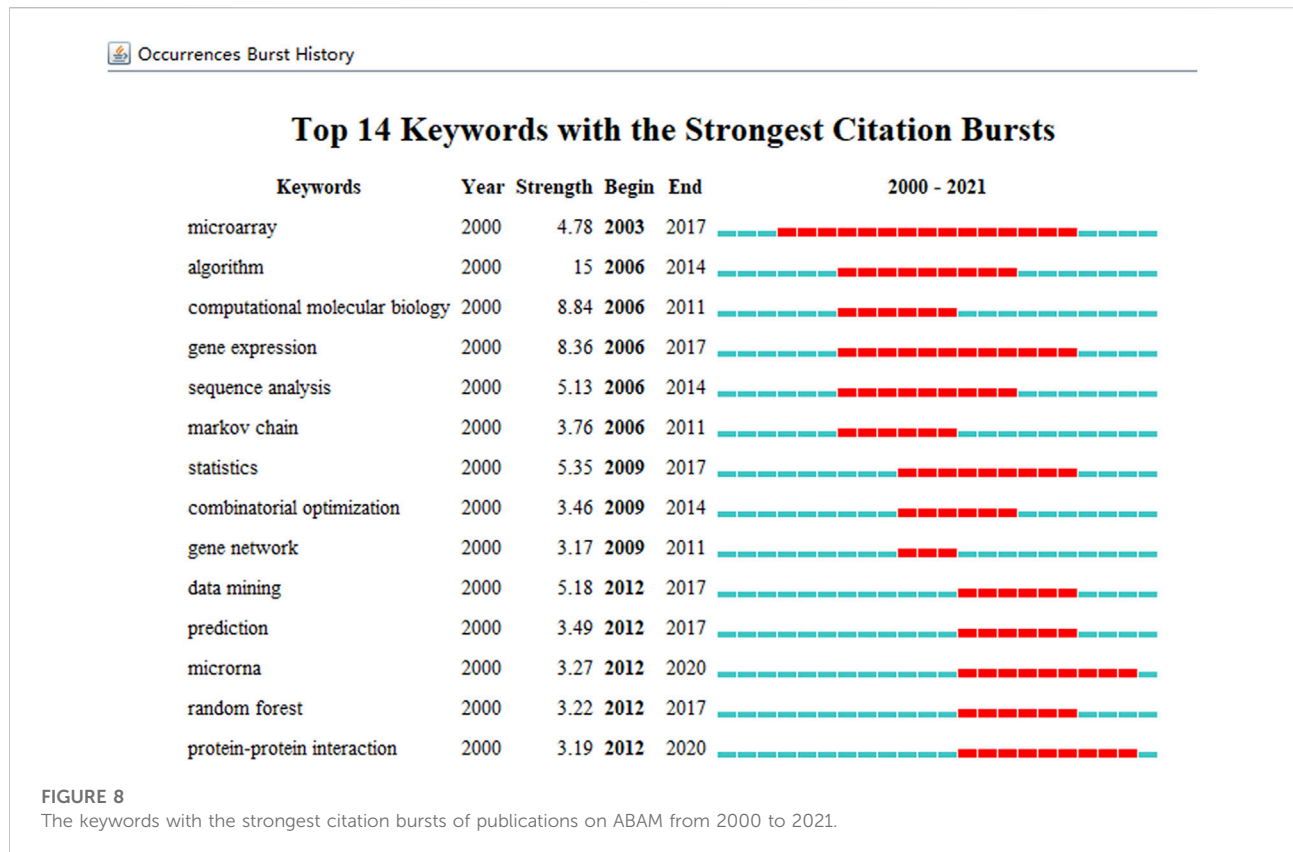 Occurrences Burst History
Top 14 Keywords with the Strongest Citation Bursts
Keywords Year Strength Begin End 2000 - 2021
microarray 2000 4.78 2003 2017
algorithm 2000 15 2006 2014
computational molecular biology 2000 8.84 2006 2011
gene expression 2000 8.36 2006 2017
sequence analysis 2000 5.13 2006 2014
markov chain 2000 3.76 2006 2011
statistics 2000 5.35 2009 2017
combinatorial optimization 2000 3.46 2009 2014
gene network 2000 3.17 2009 2011
data mining 2000 5.18 2012 2017
prediction 2000 3.49 2012 2017
microrna 2000 3.27 2012 2020
random forest 2000 3.22 2012 2017
protein-protein interaction 2000 3.19 2012 2020
FIGURE 8
The keywords with the strongest citation bursts of publications on ABAM from 2000 to 2021.